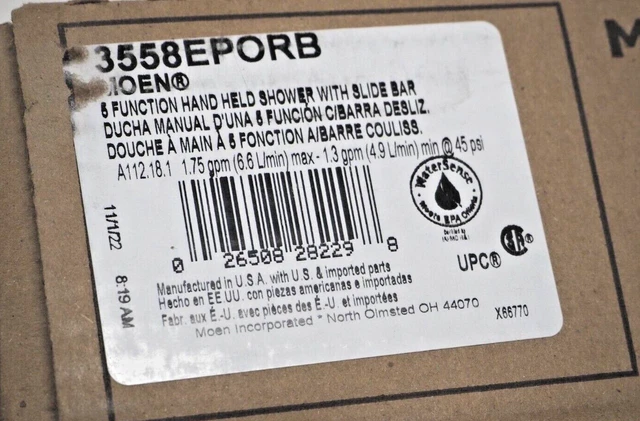 3558EPORB
MOEN®
5 FUNCTION HAND HELD SHOWER WITH SLIDE BAR
DUCHA MANUAL D'UNA 5 FUNCIÓN C/BARRA DESLIZ.
DOUCHE À MAIN À 5 FONCTION A/BARRE COULISS.
A112.18.1 1.75 gpm (6.6 L/min) max - 1.3 gpm (4.9 L/min) min @ 45 psi
WaterSense
Meets EPA Criteria
11/1/22 8:19 AM
0 26508 28229 8
UPC® ®
Manufactured in U.S.A. with U.S. & imported parts
Hecho en EE UU. con piezas americanas e importadas
Fabr. aux É.-U. avec pièces des É.-U et importées
Moen Incorporated * North Olmsted OH 44070
X66770
M